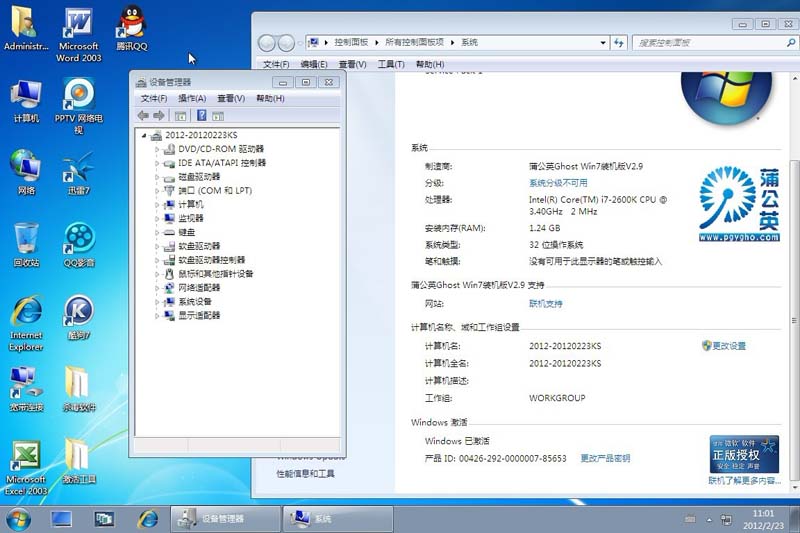 Administr...
Microsoft Word 2003
腾讯QQ
计算机
PPTV 网络电视
网络
迅雷7
回收站
QQ影音
Internet Explorer
酷狗7
宽带连接
杀毒软件
Microsoft Excel 2003
激活工具
设备管理器
文件(F) 操作(A) 查看(V) 帮助(H)
2012-20120223KS
DVD/CD-ROM 驱动器
IDE ATA/ATAPI 控制器
磁盘驱动器
端口 (COM 和 LPT)
计算机
监视器
键盘
软盘驱动器
软盘驱动器控制器
鼠标和其他指针设备
网络适配器
系统设备
显示适配器
控制面板 所有控制面板项 系统
搜索控制面板
文件(F) 编辑(E) 查看(V) 工具(T) 帮助(H)
系统
制造商: 蒲公英Ghost Win7装机版V2.9
分级: 系统分级不可用
处理器: Intel(R) Core(TM) i7-2600K CPU @ 3.40GHz 2 MHz
安装内存(RAM): 1.24 GB
系统类型: 32 位操作系统
笔和触摸: 没有可用于此显示器的笔或触控输入
蒲公英
www.pgygho.com
蒲公英Ghost Win7装机版V2.9 支持
网站: 联机支持
计算机名称、域和工作组设置
计算机名: 2012-20120223KS 更改设置
计算机全名: 2012-20120223KS
计算机描述:
工作组: WORKGROUP
Windows 激活
Windows 已激活
产品 ID: 00426-292-0000007-85653 更改产品密钥
微软 软件
正版授权
安全 稳定 声誉
联机了解更多内容...
性能信息和工具
设备管理器
系统
11:01
2012/2/23